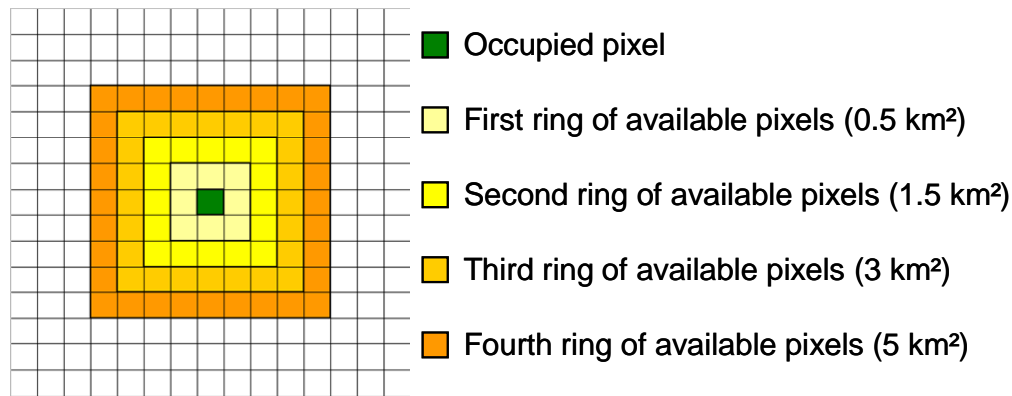 Occupied pixel
First ring of available pixels (0.5 km²)
Second ring of available pixels (1.5 km²)
Third ring of available pixels (3 km²)
Fourth ring of available pixels (5 km²)